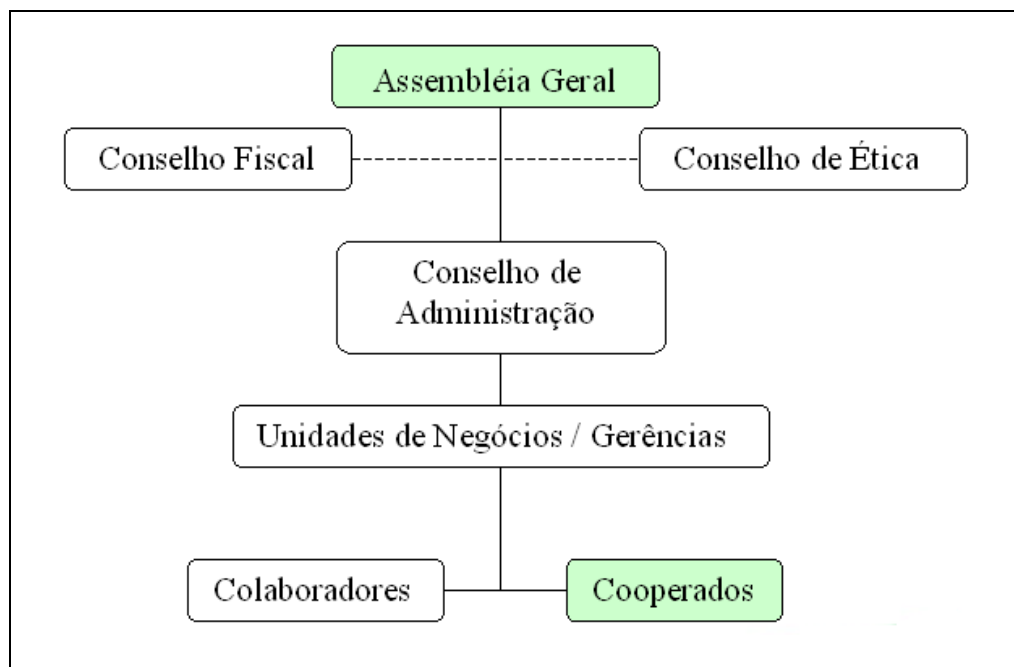 Assembléia Geral
Conselho Fiscal
Conselho de Ética
Conselho de
Administração
Unidades de Negócios / Gerências
Colaboradores
Cooperados